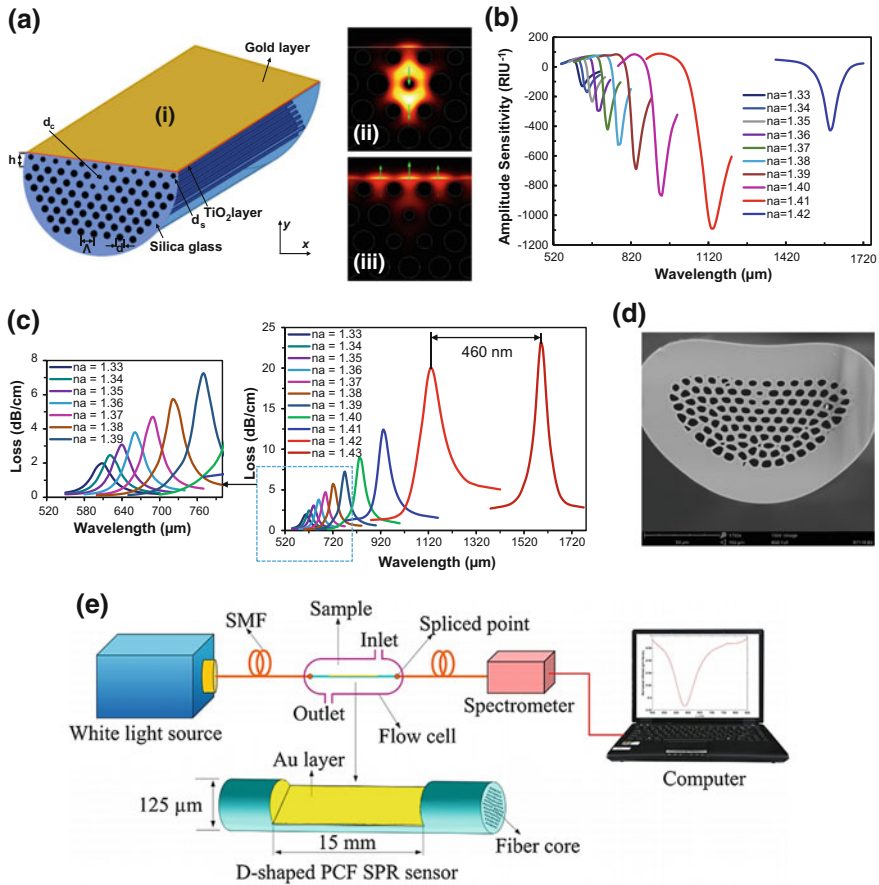 (a)
Gold layer
(i)
d_c
h
TiO₂layer
d_s
Silica glass
Λ
d
y
x
(ii)
(iii)
(b)
Amplitude Sensitivity (RIU⁻¹)
200
100
0
-100
-200
-300
-400
-500
-600
-700
-800
-1000
-1200
520
820
1120
1420
1720
Wavelength (μm)
na=1.33
na=1.34
na=1.35
na=1.36
na=1.37
na=1.38
na=1.39
na=1.40
na=1.41
na=1.42
(c)
Loss (dB/cm)
8
6
4
2
0
520
580
640
700
760
Wavelength (μm)
na = 1.33
na = 1.34
na = 1.35
na = 1.36
na = 1.37
na = 1.38
na = 1.39
Loss (dB/cm)
25
20
15
10
5
0
520
720
920
1120
1320
1520
1720
Wavelength (μm)
na = 1.33
na = 1.34
na = 1.35
na = 1.36
na = 1.37
na = 1.38
na = 1.39
na = 1.40
na = 1.41
na = 1.42
na = 1.43
460 nm
(d)
(e)
SMF
Sample
Inlet
Spliced point
Outlet
Flow cell
Spectrometer
White light source
Computer
Au layer
125 μm
15 mm
Fiber core
D-shaped PCF SPR sensor